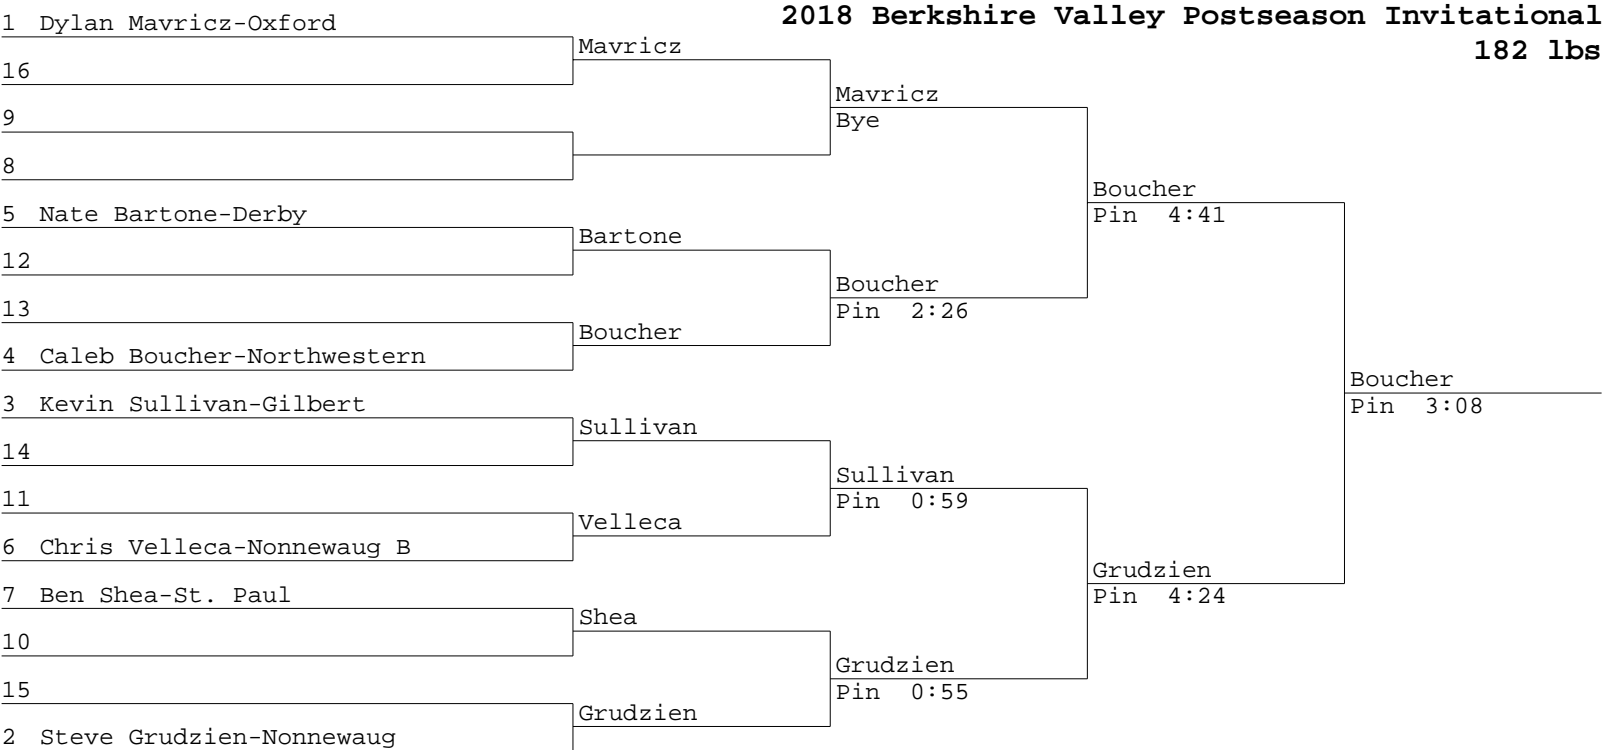 2018 Berkshire Valley Postseason Invitational
182 lbs
1 Dylan Mavricz-Oxford
16
9
8
5 Nate Bartone-Derby
12
13
4 Caleb Boucher-Northwestern
3 Kevin Sullivan-Gilbert
14
11
6 Chris Velleca-Nonnewaug B
7 Ben Shea-St. Paul
10
15
2 Steve Grudzien-Nonnewaug
Mavricz
Bartone
Boucher
Sullivan
Velleca
Shea
Grudzien
Mavricz
Bye
Boucher
Pin 2:26
Sullivan
Pin 0:59
Grudzien
Pin 0:55
Boucher
Pin 4:41
Grudzien
Pin 4:24
Boucher
Pin 3:08